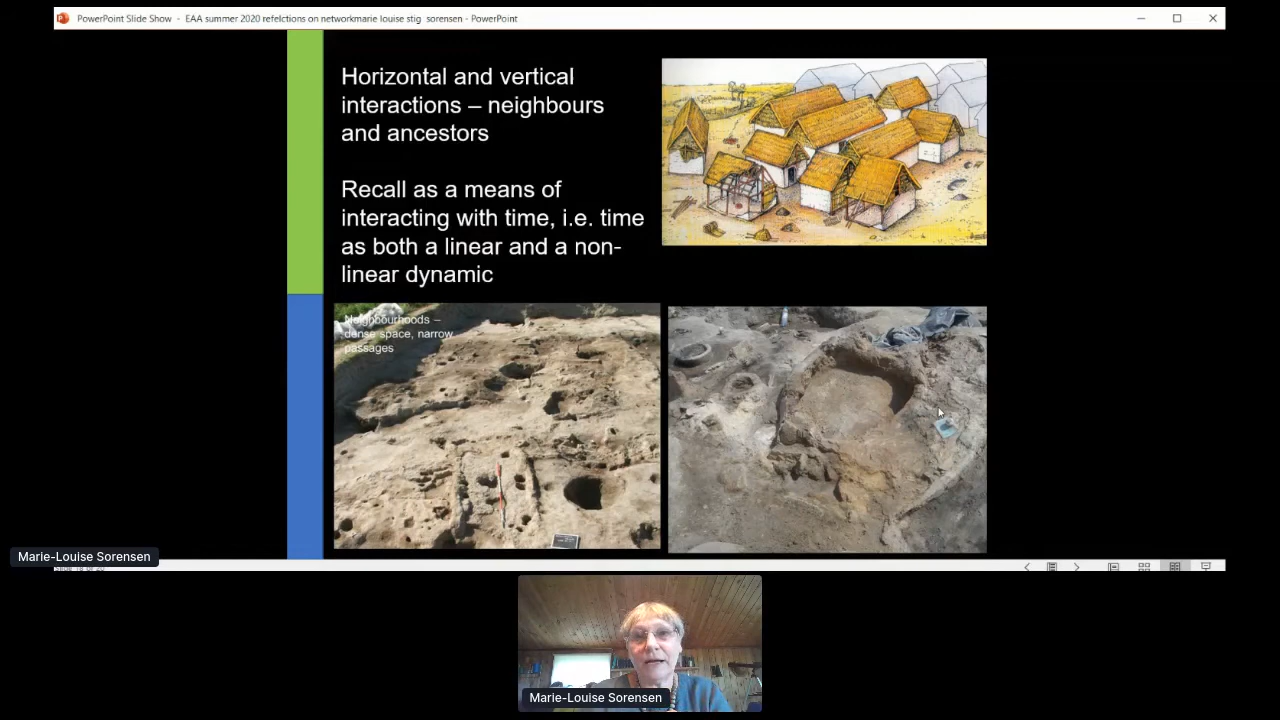 PowerPoint Slide Show - EAA summer 2020 refelctions on networkmarie louise stig sorensen - PowerPoint
Horizontal and vertical
interactions – neighbours
and ancestors
Recall as a means of
interacting with time, i.e. time
as both a linear and a non-
linear dynamic
Neighbourhoods –
dense space, narrow
passages
Marie-Louise Sorensen
Marie-Louise Sorensen